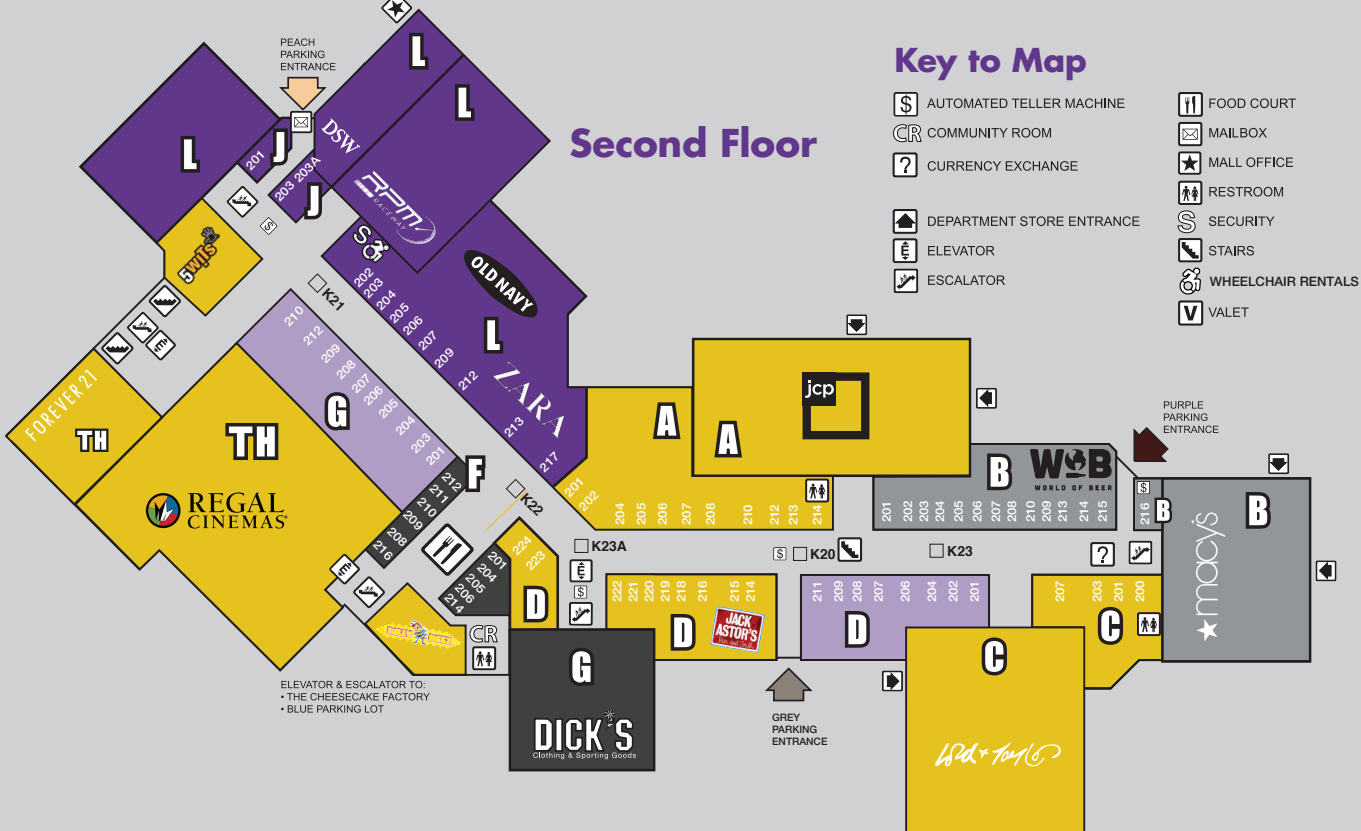 PEACH
PARKING
ENTRANCE
Key to Map
$ AUTOMATED TELLER MACHINE
CR COMMUNITY ROOM
? CURRENCY EXCHANGE
DEPARTMENT STORE ENTRANCE
E ELEVATOR
ESCALATOR
FOOD COURT
MAILBOX
MALL OFFICE
RESTROOM
S SECURITY
STAIRS
WHEELCHAIR RENTALS
V VALET
Second Floor
L
L
L
J
201
J
203 203A
DSW
RPM
RACEWAY
$
5wits
S
OLD NAVY
L
ZARA
202
203
204
205
206
207
209
212
213
217
K21
E
FOREVER 21
TH
TH
REGAL
CINEMAS
G
210
212
209
208
207
206
205
204
203
201
F
212
211
210
209
208
216
K22
201
204
205
206
214
E
CR
ELEVATOR & ESCALATOR TO:
• THE CHEESECAKE FACTORY
• BLUE PARKING LOT
A
A
jcp
201
202
204
205
206
207
208
210
212
213
214
B
WOB
WORLD OF BEER
201
202
203
204
205
206
207
208
210
209
213
214
215
PURPLE
PARKING
ENTRANCE
$
216
B
B
macy's
K23A
$ K20
K23
?
E
$
224
223
D
222
221
220
219
218
216
215
214
D
JACK
ASTOR'S
211
209
208
207
206
204
202
201
D
207
203
201
200
C
C
Lord & Taylor
G
DICK'S
Clothing & Sporting Goods
GREY
PARKING
ENTRANCE